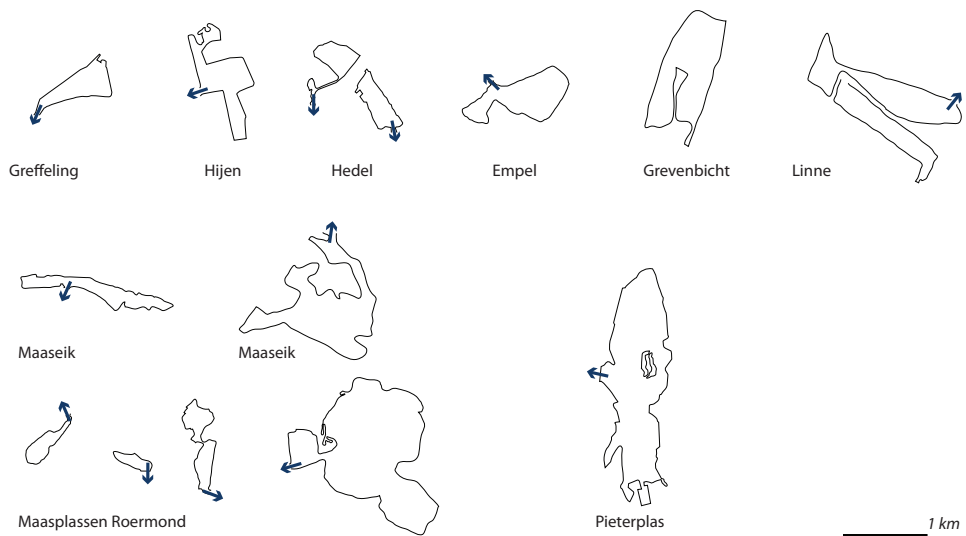 Greffeling
Hijen
Hedel
Empel
Grevenbicht
Linne
Maaseik
Maaseik
Maasplassen Roermond
Pieterplas
1 km